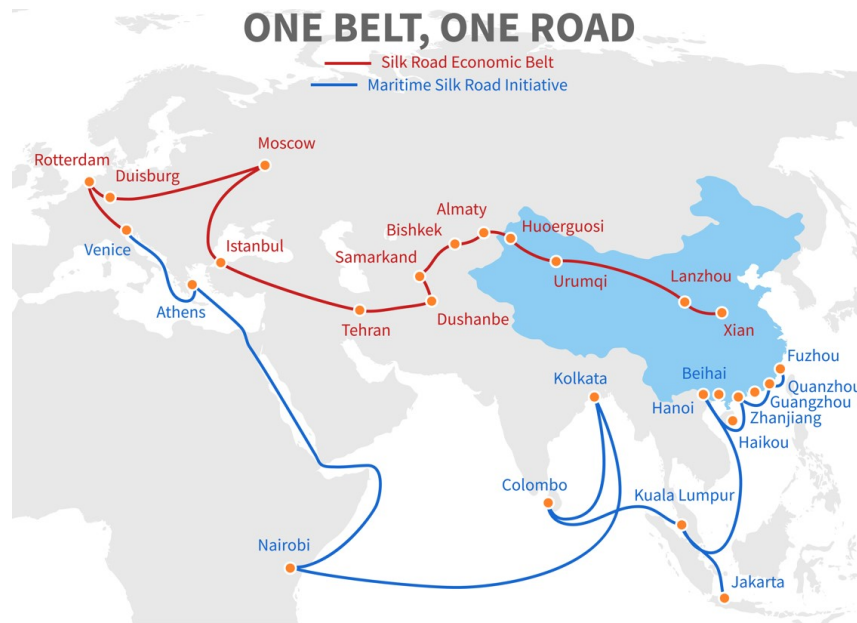 ONE BELT, ONE ROAD
Silk Road Economic Belt
Maritime Silk Road Initiative
Moscow
Rotterdam
Duisburg
Almaty
Bishkek
Huoerguosi
Venice
Istanbul
Samarkand
Urumqi
Lanzhou
Athens
Tehran
Dushanbe
Xian
Fuzhou
Kolkata
Beihai
Quanzhou
Hanoi
Guangzhou
Zhanjiang
Haikou
Colombo
Kuala Lumpur
Nairobi
Jakarta